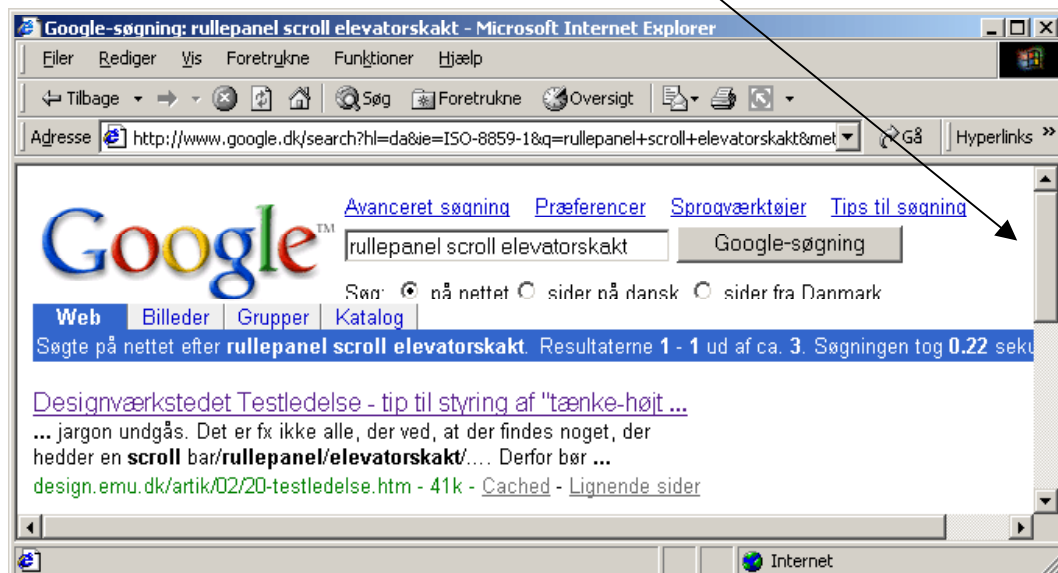 Google-søgning: rullepanel scroll elevatorskakt - Microsoft Internet Explorer
Filer Rediger Vis Foretrukne Funktioner Hjælp
Tilbage Søg Foretrukne Oversigt
Adresse http://www.google.dk/search?hl=da&ie=ISO-8859-1&q=rullepanel+scroll+elevatorskakt&met Gå Hyperlinks »
Google™
Avanceret søgning Præferencer Sprogværktøjer Tips til søgning
rullepanel scroll elevatorskakt Google-søgning
Søg: på nettet sider på dansk sider fra Danmark
Web Billeder Grupper Katalog
Søgte på nettet efter rullepanel scroll elevatorskakt. Resultaterne 1 - 1 ud af ca. 3. Søgningen tog 0.22 seku
Designværkstedet Testledelse - tip til styring af "tænke-højt ...
... jargon undgås. Det er fx ikke alle, der ved, at der findes noget, der
hedder en scroll bar/rullepanel/elevatorskakt/.... Derfor bør ...
design.emu.dk/artik/02/20-testledelse.htm - 41k - Cached - Lignende sider
Internet